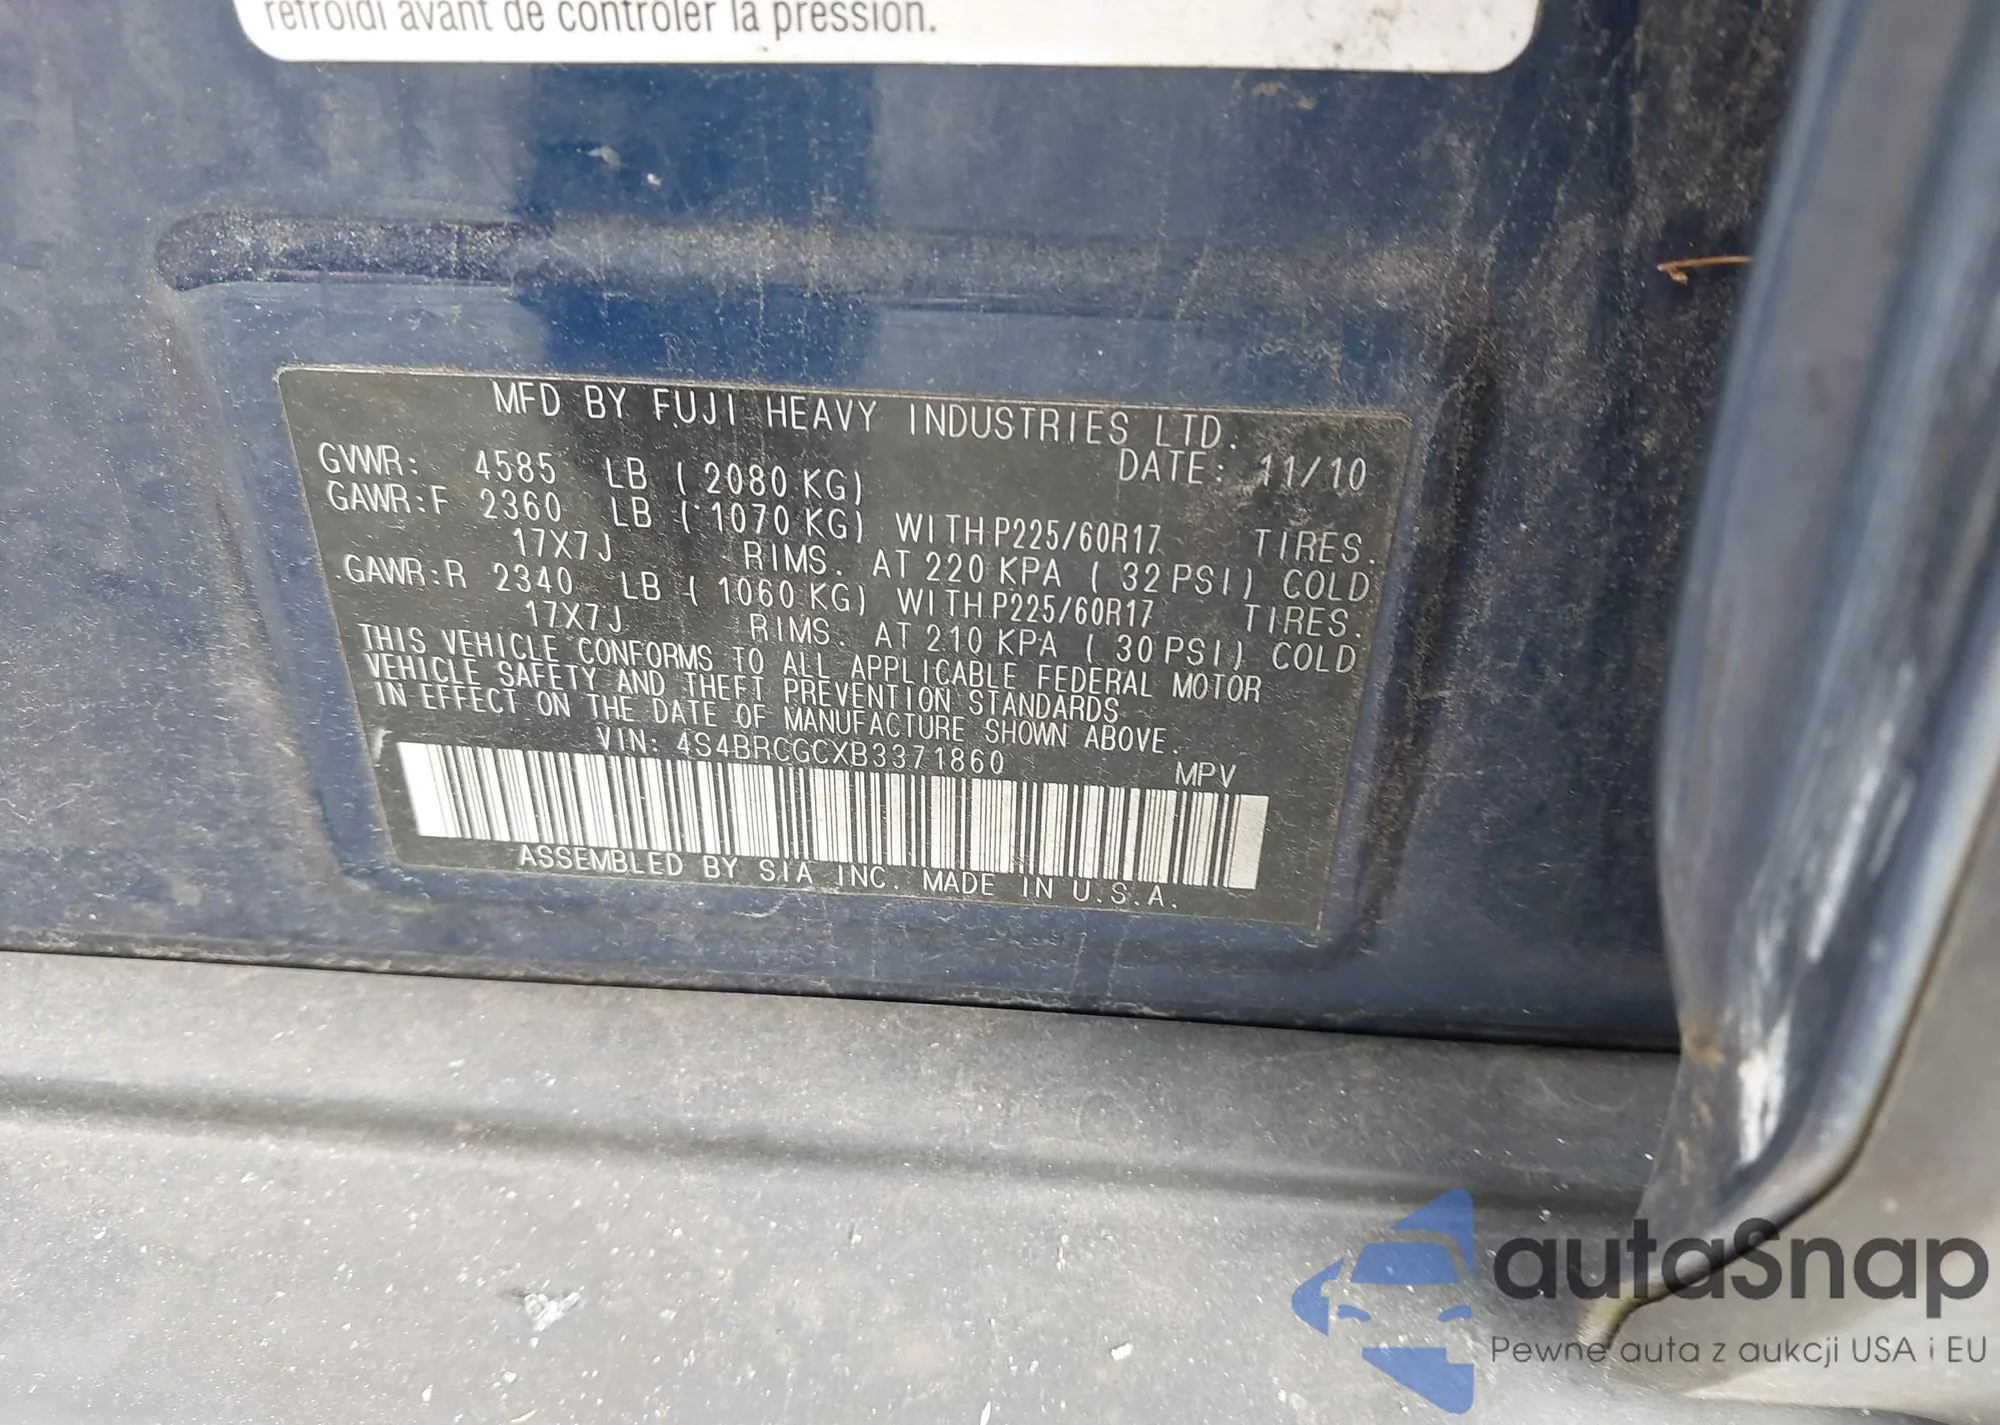 refroidi avant de contrôler la pression.
MFD BY FUJI HEAVY INDUSTRIES LTD.
GVWR: 4585 LB (2080 KG) DATE: 11/10
GAWR:F 2360 LB (1070 KG) WITH P225/60R17 TIRES.
17X7J RIMS. AT 220 KPA (32 PSI) COLD
GAWR:R 2340 LB (1060 KG) WITH P225/60R17 TIRES.
17X7J RIMS. AT 210 KPA (30 PSI) COLD
THIS VEHICLE CONFORMS TO ALL APPLICABLE FEDERAL MOTOR
VEHICLE SAFETY AND THEFT PREVENTION STANDARDS
IN EFFECT ON THE DATE OF MANUFACTURE SHOWN ABOVE.
VIN: 4S4BRCGCXB3371860 MPV
ASSEMBLED BY SIA INC. MADE IN U.S.A.
autaSnap
Pewne auta z aukcji USA i EU